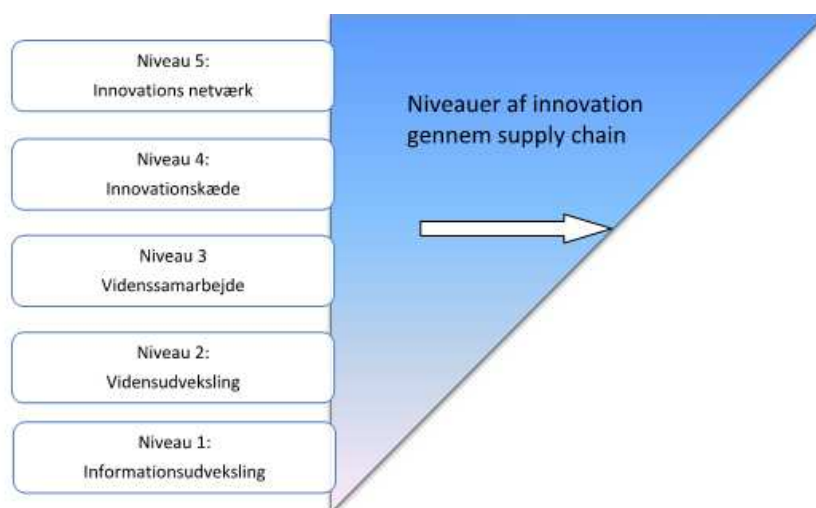 Niveau 5:
Innovations netværk
Niveauer af innovation
gennem supply chain
Niveau 4:
Innovationskæde
Niveau 3
Videnssamarbejde
Niveau 2:
Vidensudveksling
Niveau 1:
Informationsudveksling